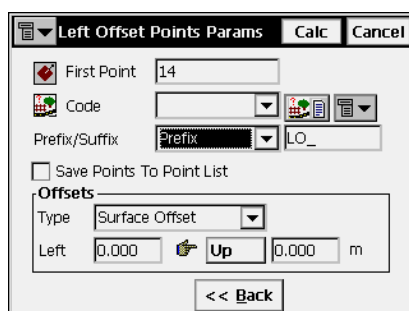 Left Offset Points Params Calc Cancel
First Point 14
Code
Prefix/Suffix Prefix LO_
Save Points To Point List
Offsets
Type Surface Offset
Left 0.000 Up 0.000 m
<< Back